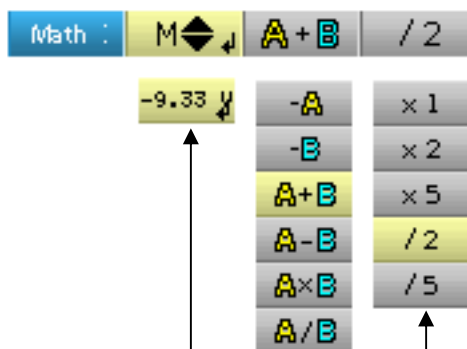 Math : M A + B / 2
-9.33 V -A × 1
-B × 2
A+B × 5
A-B / 2
A×B / 5
A/B